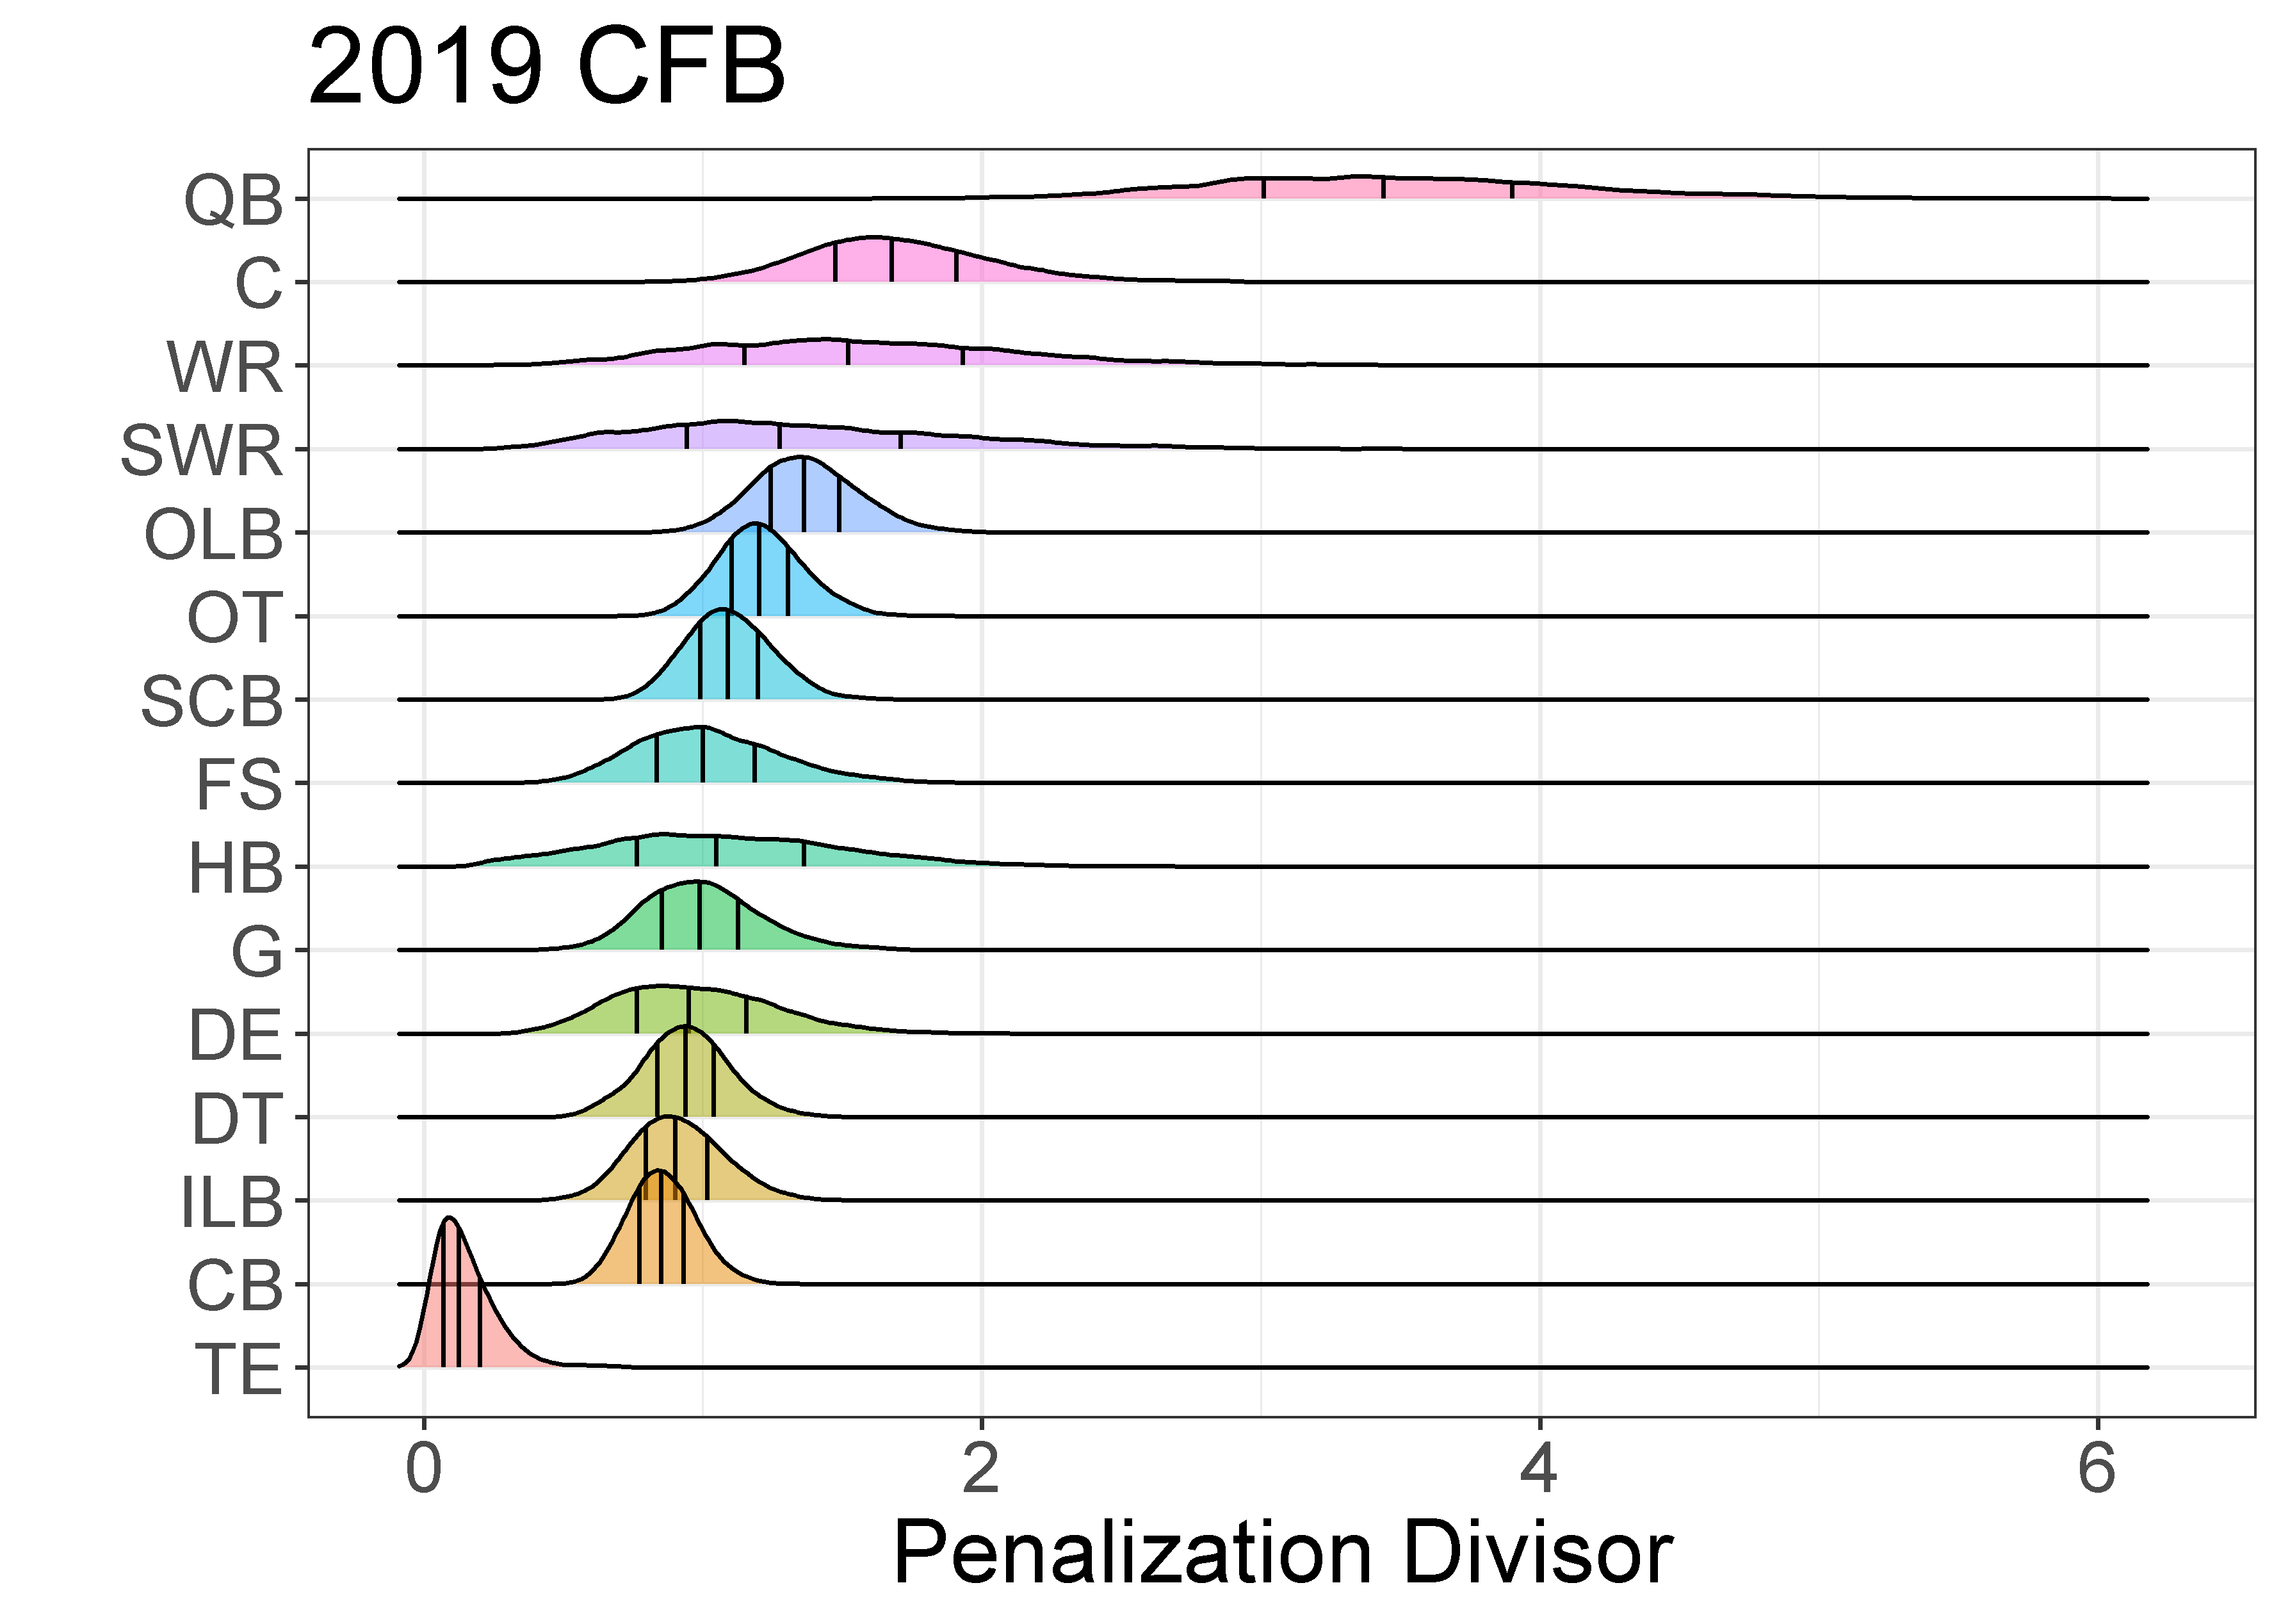 2019 CFB
QB
C
WR
SWR
OLB
OT
SCB
FS
HB
G
DE
DT
ILB
CB
TE
0 2 4 6
Penalization Divisor